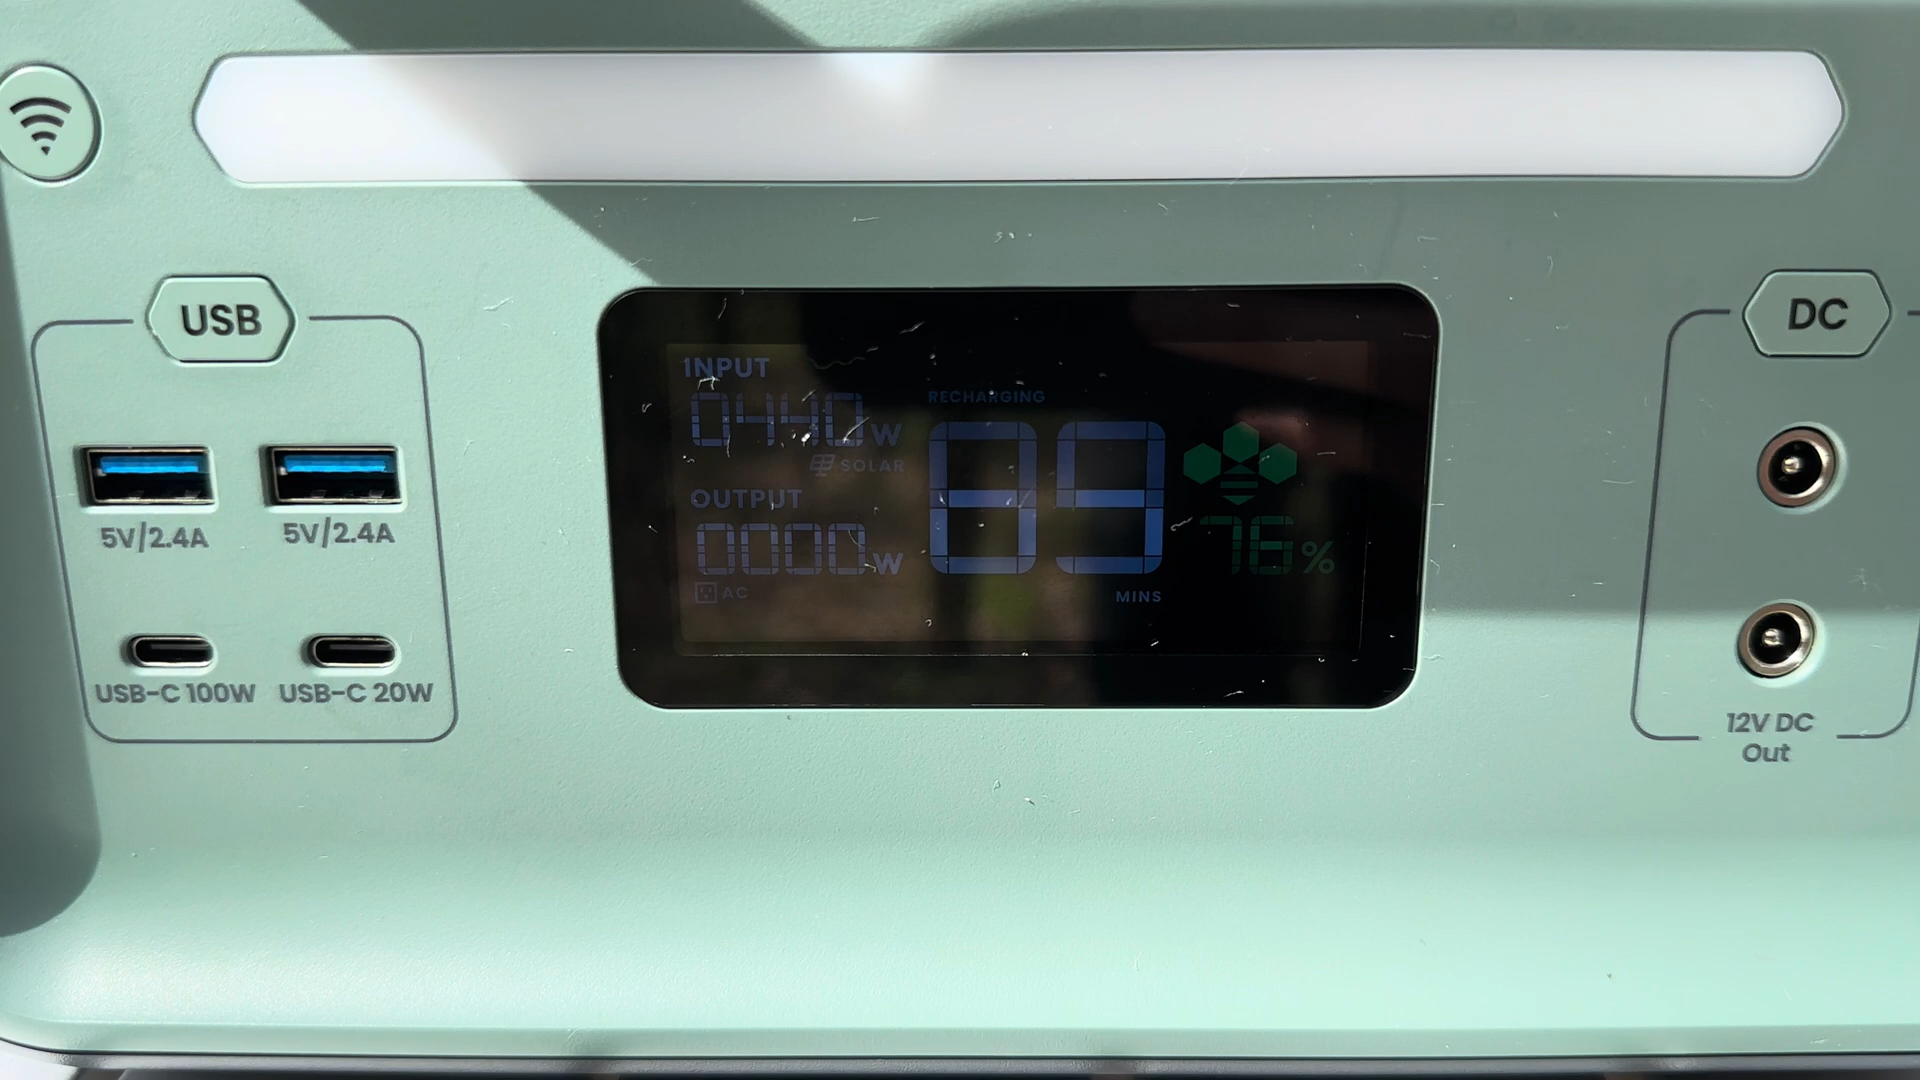 USB
5V/2.4A
5V/2.4A
USB-C 100W
USB-C 20W
INPUT
0440W
SOLAR
OUTPUT
0000W
AC
RECHARGING
89
MINS
76%
DC
12V DC
Out